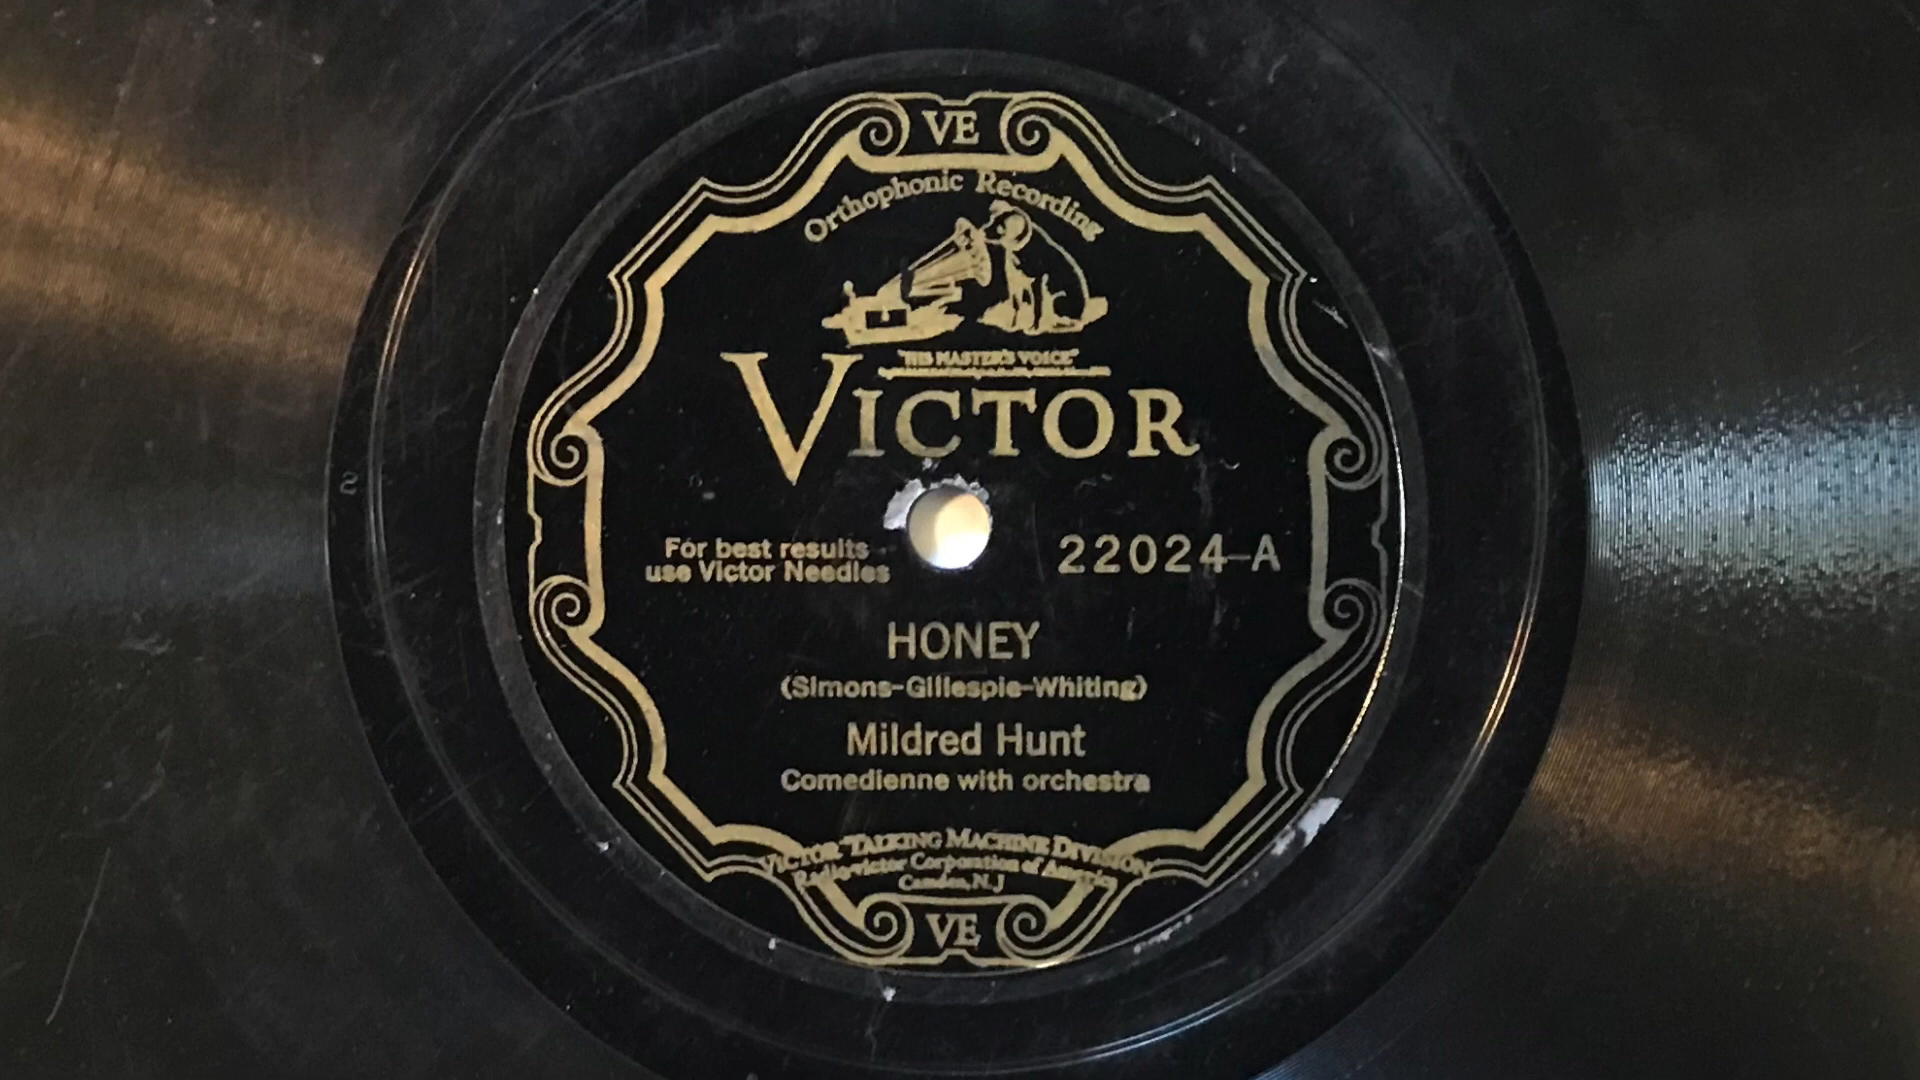 VE
Orthophonic Recording
"HIS MASTER'S VOICE"
VICTOR
For best results
use Victor Needles
22024-A
HONEY
(Simons-Gillespie-Whiting)
Mildred Hunt
Comedienne with orchestra
VICTOR TALKING MACHINE DIVISION
Radio-Victor Corporation of America
Camden, N.J
VE